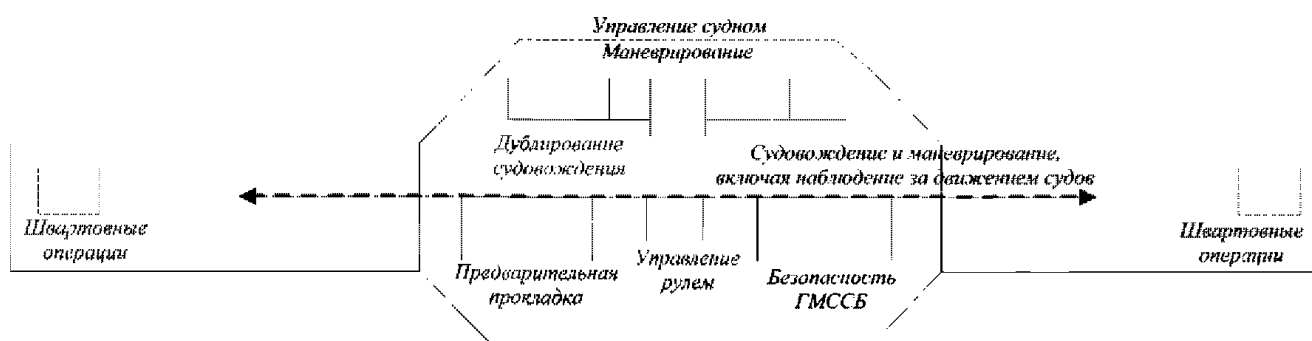 Управление судном
Маневрирование
Дублирование
судовождения
Судовождение и маневрирование,
включая наблюдение за движением судов
Швартовные
операции
Предварительная
прокладка
Управление
рулем
Безопасность
ГМССБ
Швартовные
операции